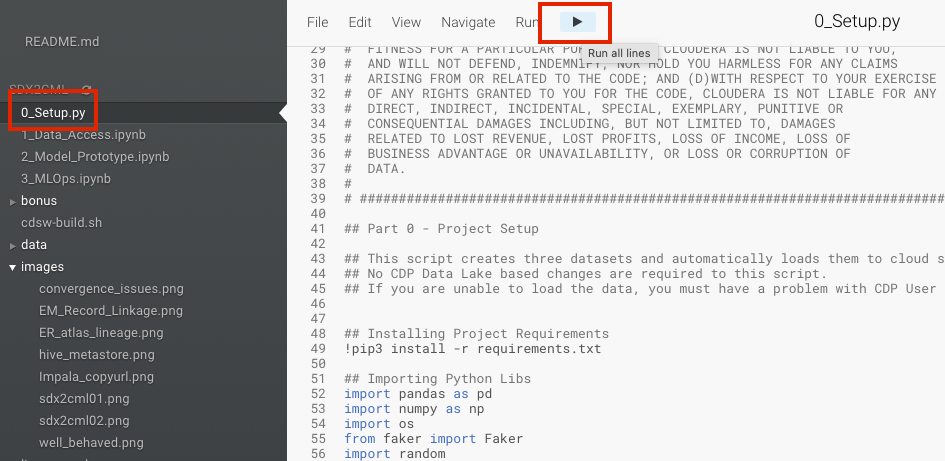 README.md
SDX2CML
0_Setup.py
1_Data_Access.ipynb
2_Model_Prototype.ipynb
3_MLOps.ipynb
bonus
cdsw-build.sh
data
images
convergence_issues.png
EM_Record_Linkage.png
ER_atlas_lineage.png
hive_metastore.png
Impala_copyurl.png
sdx2cml01.png
sdx2cml02.png
well_behaved.png
File Edit View Navigate Run 0_Setup.py
Run all lines
29 # FITNESS FOR A PARTICULAR CLOUDERA IS NOT LIABLE TO YOU,
30 # AND WILL NOT DEFEND, INDEMNIFY, NOR HOLD YOU HARMLESS FOR ANY CLAIMS
31 # ARISING FROM OR RELATED TO THE CODE; AND (D)WITH RESPECT TO YOUR EXERCISE
32 # OF ANY RIGHTS GRANTED TO YOU FOR THE CODE, CLOUDERA IS NOT LIABLE FOR ANY
33 # DIRECT, INDIRECT, INCIDENTAL, SPECIAL, EXEMPLARY, PUNITIVE OR
34 # CONSEQUENTIAL DAMAGES INCLUDING, BUT NOT LIMITED TO, DAMAGES
35 # RELATED TO LOST REVENUE, LOST PROFITS, LOSS OF INCOME, LOSS OF
36 # BUSINESS ADVANTAGE OR UNAVAILABILITY, OR LOSS OR CORRUPTION OF
37 # DATA.
38 #
39 # ###########################################################################
40
41 ## Part 0 - Project Setup
42
43 ## This script creates three datasets and automatically loads them to cloud s
44 ## No CDP Data Lake based changes are required to this script.
45 ## If you are unable to load the data, you must have a problem with CDP User
46
47
48 ## Installing Project Requirements
49 !pip3 install -r requirements.txt
50
51 ## Importing Python Libs
52 import pandas as pd
53 import numpy as np
54 import os
55 from faker import Faker
56 import random